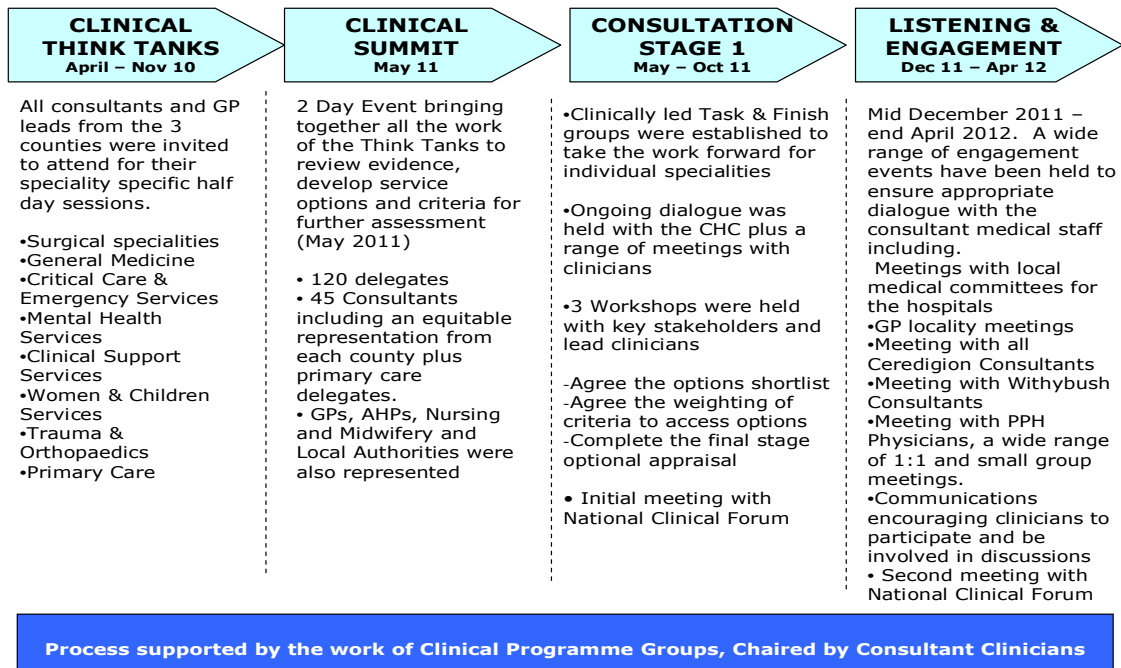 CLINICAL
THINK TANKS
April – Nov 10
All consultants and GP
leads from the 3
counties were invited
to attend for their
speciality specific half
day sessions.
•Surgical specialities
•General Medicine
•Critical Care &
Emergency Services
•Mental Health
Services
•Clinical Support
Services
•Women & Children
Services
•Trauma &
Orthopaedics
•Primary Care
CLINICAL
SUMMIT
May 11
2 Day Event bringing
together all the work
of the Think Tanks to
review evidence,
develop service
options and criteria for
further assessment
(May 2011)
• 120 delegates
• 45 Consultants
including an equitable
representation from
each county plus
primary care
delegates.
• GPs, AHPs, Nursing
and Midwifery and
Local Authorities were
also represented
CONSULTATION
STAGE 1
May – Oct 11
•Clinically led Task & Finish
groups were established to
take the work forward for
individual specialities
•Ongoing dialogue was
held with the CHC plus a
range of meetings with
clinicians
•3 Workshops were held
with key stakeholders and
lead clinicians
-Agree the options shortlist
-Agree the weighting of
criteria to access options
-Complete the final stage
optional appraisal
• Initial meeting with
National Clinical Forum
LISTENING &
ENGAGEMENT
Dec 11 – Apr 12
Mid December 2011 –
end April 2012. A wide
range of engagement
events have been held to
ensure appropriate
dialogue with the
consultant medical staff
including.
Meetings with local
medical committees for
the hospitals
•GP locality meetings
•Meeting with all
Ceredigion Consultants
•Meeting with Withybush
Consultants
•Meeting with PPH
Physicians, a wide range
of 1:1 and small group
meetings.
•Communications
encouraging clinicians to
participate and be
involved in discussions
• Second meeting with
National Clinical Forum
Process supported by the work of Clinical Programme Groups, Chaired by Consultant Clinicians